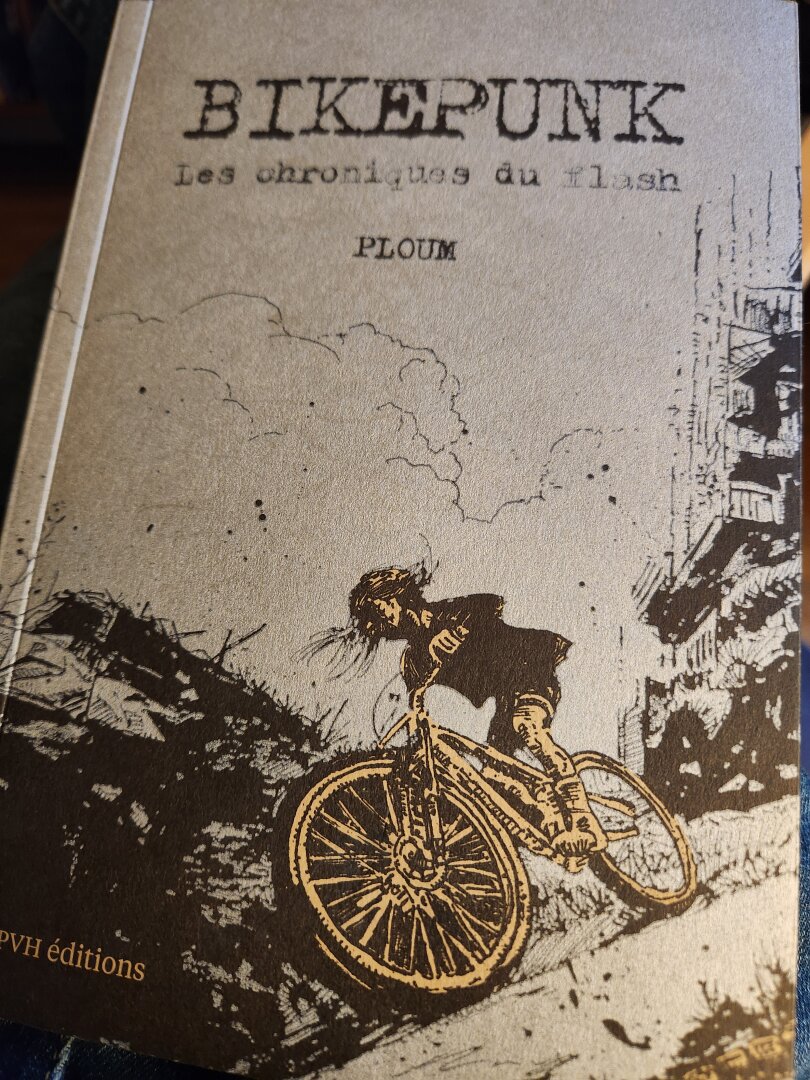 BIKEPUNK
Les chroniques du flash
PLOUM
PVH éditions